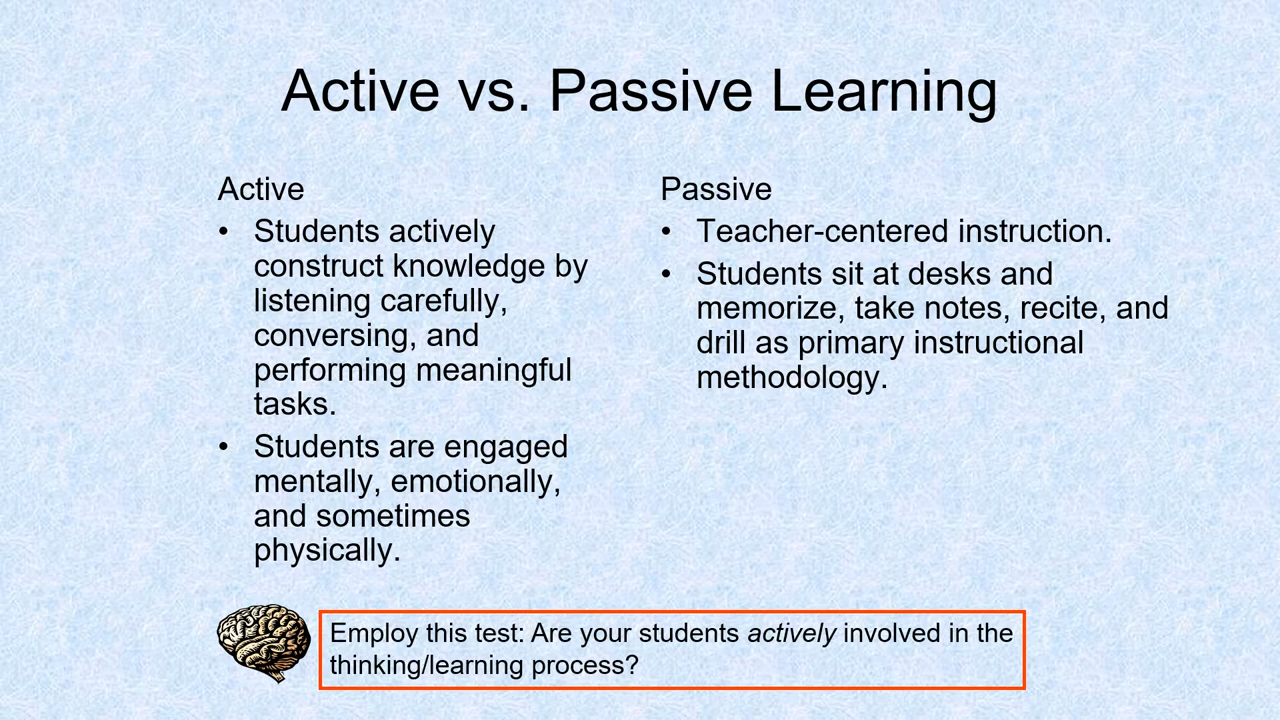 Active vs. Passive Learning
Active
• Students actively
construct knowledge by
listening carefully,
conversing, and
performing meaningful
tasks.
• Students are engaged
mentally, emotionally,
and sometimes
physically.
Passive
• Teacher-centered instruction.
• Students sit at desks and
memorize, take notes, recite, and
drill as primary instructional
methodology.
Employ this test: Are your students actively involved in the
thinking/learning process?